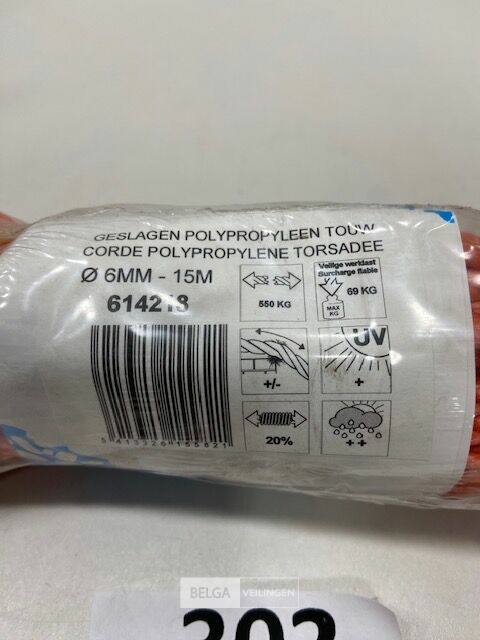 GESLAGEN POLYPROPYLEEN TOUW
CORDE POLYPROPYLENE TORSADEE
Ø 6MM - 15M
614218
550 KG
Veilige werklast
Surcharge fiable
69 KG
MAX
KG
+/-
UV
+
20%
++
BELGA VEILINGEN
202